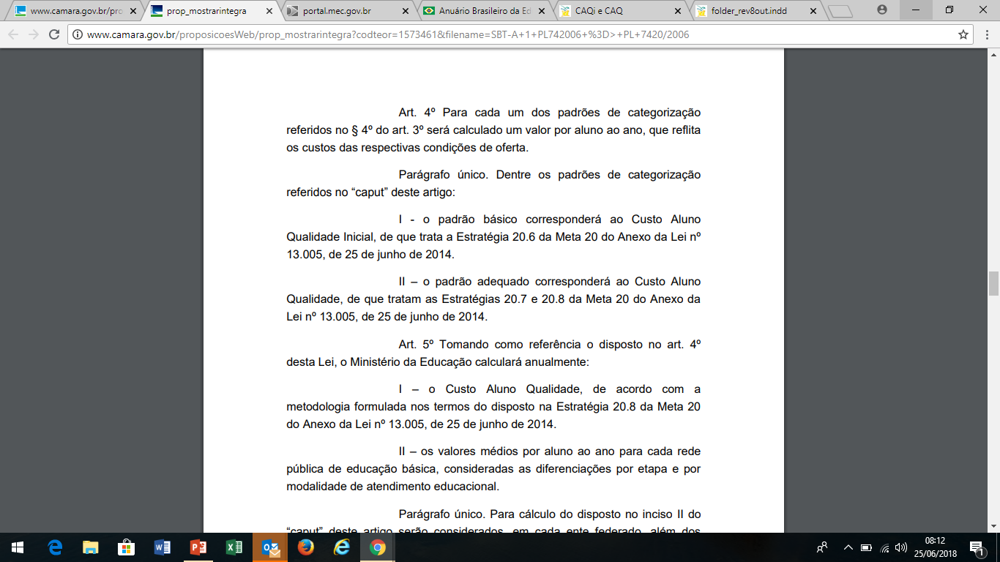 www.camara.gov.br/pro
prop_mostrarintegra
portal.mec.gov.br
Anuário Brasileiro da Ed
CAQi e CAQ
folder_rev8out.indd
www.camara.gov.br/proposicoesWeb/prop_mostrarintegra?codteor=1573461&filename=SBT-A+1+PL742006+%3D>+PL+7420/2006
Art. 4º Para cada um dos padrões de categorização
referidos no § 4º do art. 3º será calculado um valor por aluno ao ano, que reflita
os custos das respectivas condições de oferta.
Parágrafo único. Dentre os padrões de categorização
referidos no “caput” deste artigo:
I - o padrão básico corresponderá ao Custo Aluno
Qualidade Inicial, de que trata a Estratégia 20.6 da Meta 20 do Anexo da Lei nº
13.005, de 25 de junho de 2014.
II – o padrão adequado corresponderá ao Custo Aluno
Qualidade, de que tratam as Estratégias 20.7 e 20.8 da Meta 20 do Anexo da
Lei nº 13.005, de 25 de junho de 2014.
Art. 5º Tomando como referência o disposto no art. 4º
desta Lei, o Ministério da Educação calculará anualmente:
I – o Custo Aluno Qualidade, de acordo com a
metodologia formulada nos termos do disposto na Estratégia 20.8 da Meta 20
do Anexo da Lei nº 13.005, de 25 de junho de 2014.
II – os valores médios por aluno ao ano para cada rede
pública de educação básica, consideradas as diferenciações por etapa e por
modalidade de atendimento educacional.
Parágrafo único. Para cálculo do disposto no inciso II do
“caput” deste artigo serão considerados, em cada ente federado, além dos
08:12
25/06/2018
1